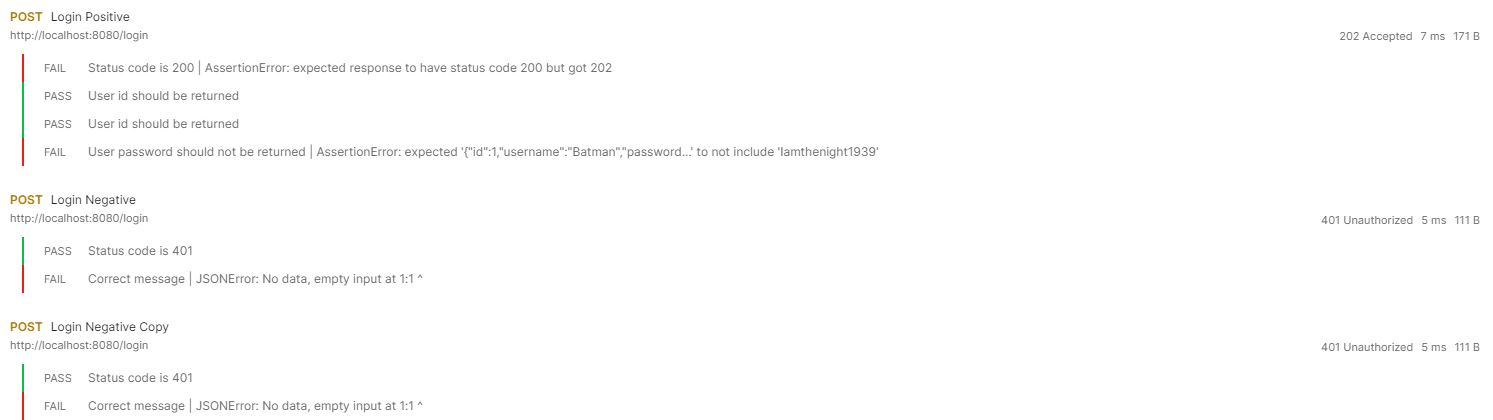 POST Login Positive
http://localhost:8080/login 202 Accepted 7 ms 171 B
FAIL Status code is 200 | AssertionError: expected response to have status code 200 but got 202
PASS User id should be returned
PASS User id should be returned
FAIL User password should not be returned | AssertionError: expected '{"id":1,"username":"Batman","password...' to not include 'Iamthenight1939'
POST Login Negative
http://localhost:8080/login 401 Unauthorized 5 ms 111 B
PASS Status code is 401
FAIL Correct message | JSONError: No data, empty input at 1:1 ^
POST Login Negative Copy
http://localhost:8080/login 401 Unauthorized 5 ms 111 B
PASS Status code is 401
FAIL Correct message | JSONError: No data, empty input at 1:1 ^